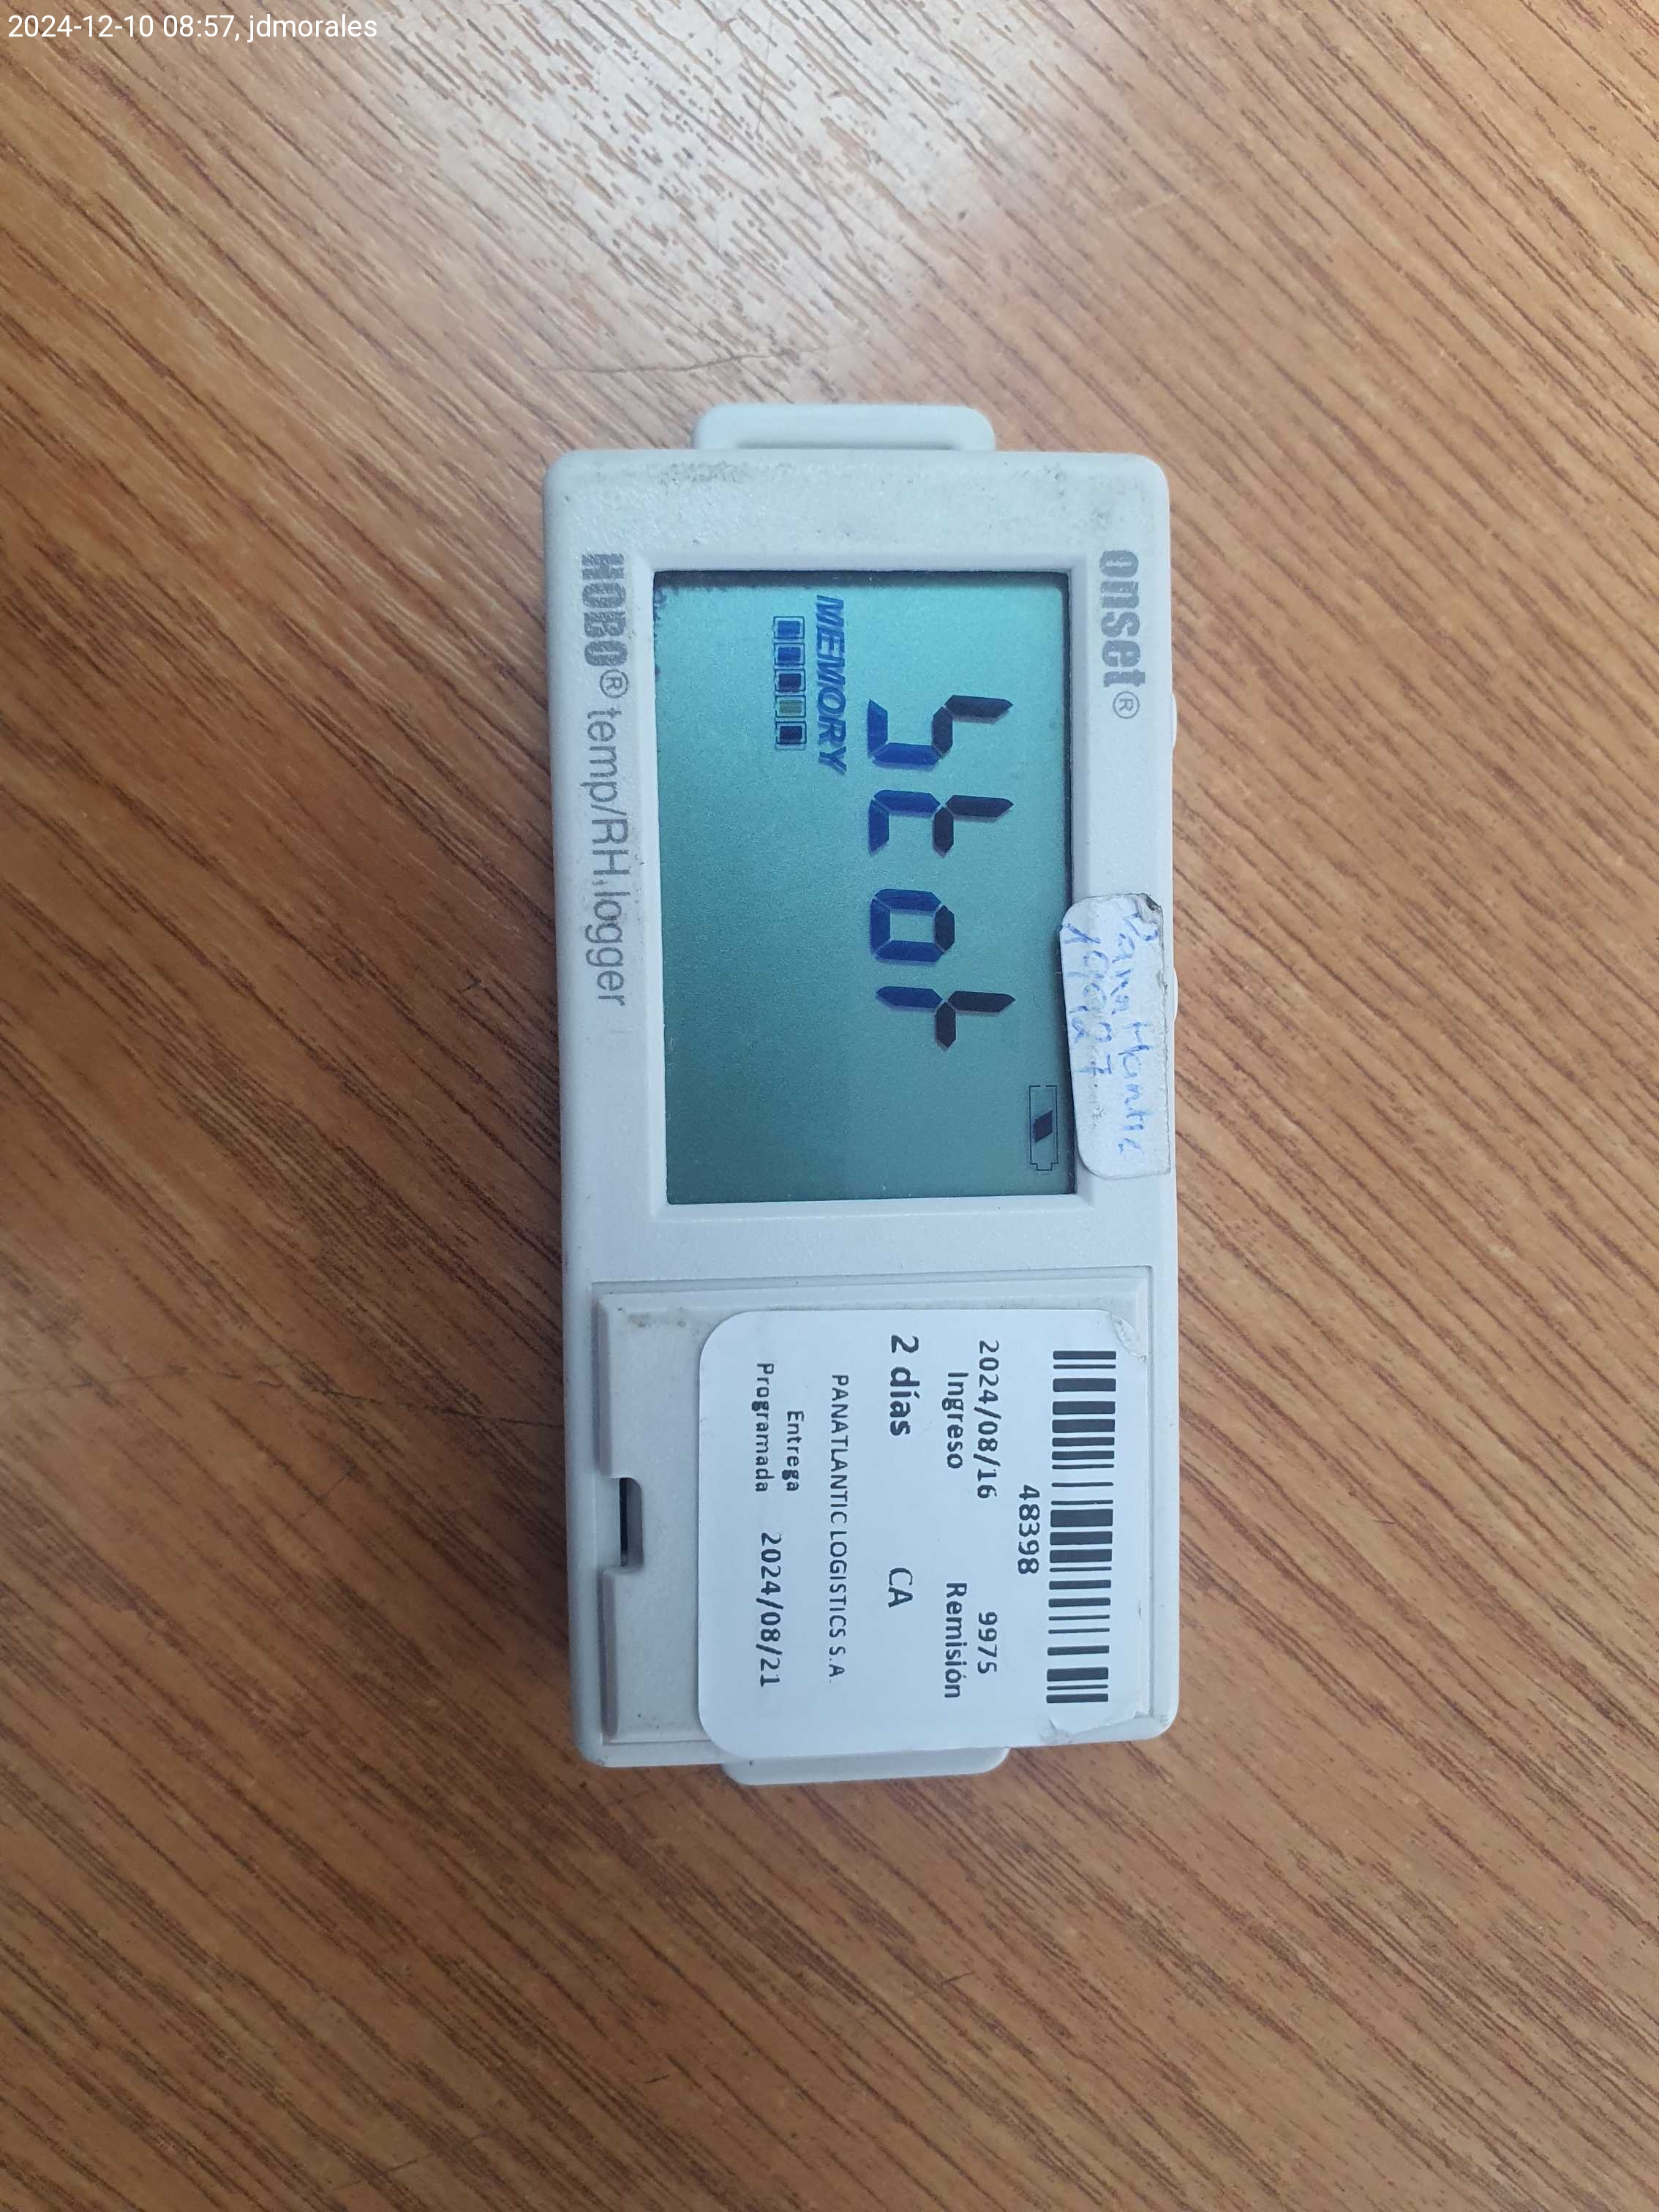 2024-12-10 08:57, jdmorales
onset®
Panatlantic
StoP
MEMORY
HOBO® temp/RH logger
48398
2024/08/16 9975
Ingreso Remisión
2 días CA
PANATLANTIC LOGISTICS S.A.
Entrega
Programada 2024/08/21